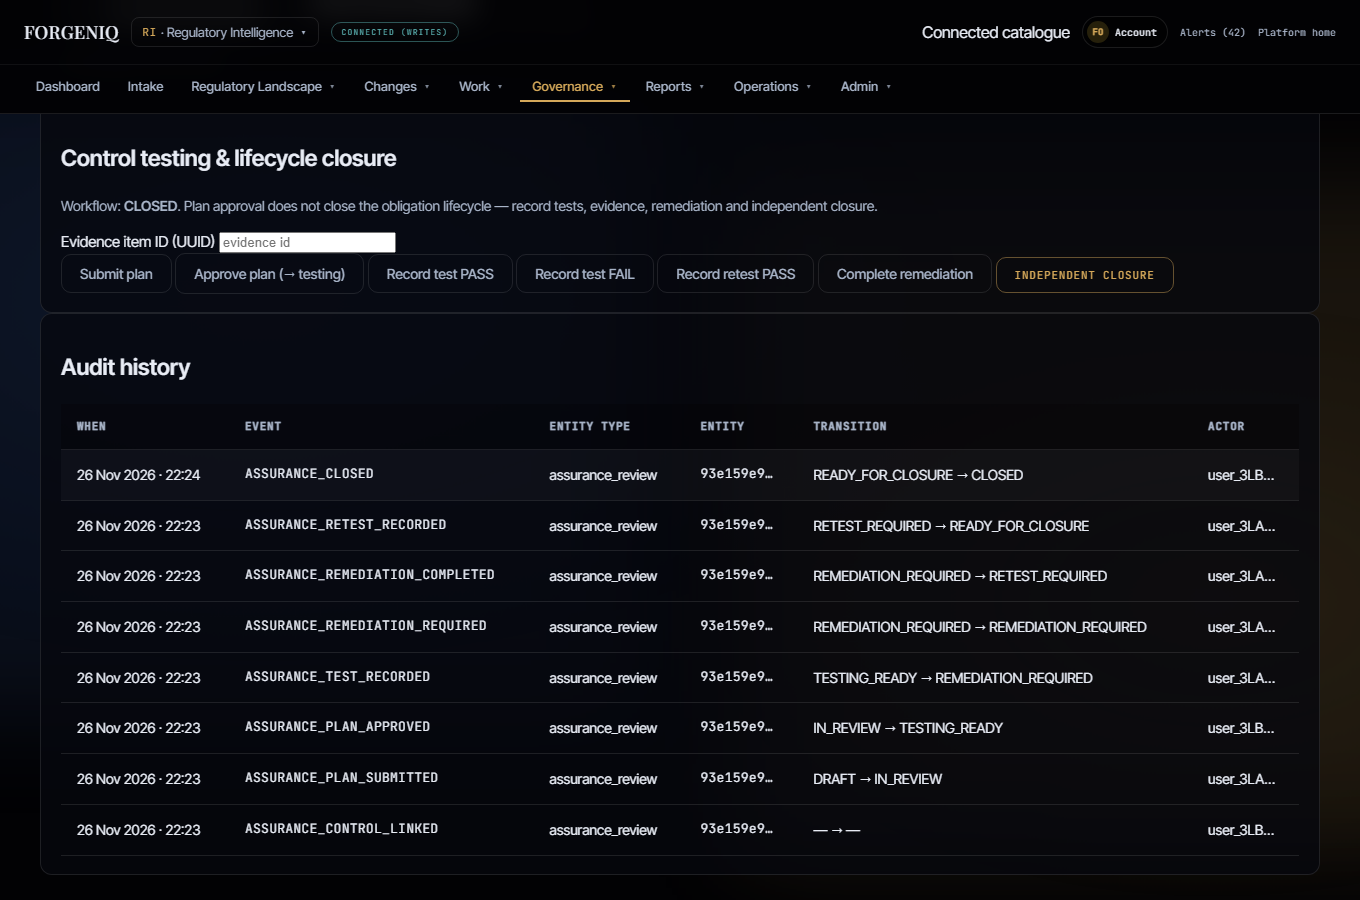 FORGENIQ RI · Regulatory Intelligence ▾ CONNECTED (WRITES) Connected catalogue FO Account Alerts (42) Platform home
Dashboard Intake Regulatory Landscape ▾ Changes ▾ Work ▾ Governance ▾ Reports ▾ Operations ▾ Admin ▾
Control testing & lifecycle closure
Workflow: CLOSED. Plan approval does not close the obligation lifecycle — record tests, evidence, remediation and independent closure.
Evidence item ID (UUID) evidence id
Submit plan Approve plan (→ testing) Record test PASS Record test FAIL Record retest PASS Complete remediation INDEPENDENT CLOSURE
Audit history
WHEN EVENT ENTITY TYPE ENTITY TRANSITION ACTOR
26 Nov 2026 · 22:24 ASSURANCE_CLOSED assurance_review 93e159e9… READY_FOR_CLOSURE → CLOSED user_3LB…
26 Nov 2026 · 22:23 ASSURANCE_RETEST_RECORDED assurance_review 93e159e9… RETEST_REQUIRED → READY_FOR_CLOSURE user_3LA…
26 Nov 2026 · 22:23 ASSURANCE_REMEDIATION_COMPLETED assurance_review 93e159e9… REMEDIATION_REQUIRED → RETEST_REQUIRED user_3LA…
26 Nov 2026 · 22:23 ASSURANCE_REMEDIATION_REQUIRED assurance_review 93e159e9… REMEDIATION_REQUIRED → REMEDIATION_REQUIRED user_3LA…
26 Nov 2026 · 22:23 ASSURANCE_TEST_RECORDED assurance_review 93e159e9… TESTING_READY → REMEDIATION_REQUIRED user_3LA…
26 Nov 2026 · 22:23 ASSURANCE_PLAN_APPROVED assurance_review 93e159e9… IN_REVIEW → TESTING_READY user_3LB…
26 Nov 2026 · 22:23 ASSURANCE_PLAN_SUBMITTED assurance_review 93e159e9… DRAFT → IN_REVIEW user_3LA…
26 Nov 2026 · 22:23 ASSURANCE_CONTROL_LINKED assurance_review 93e159e9… — → — user_3LB…